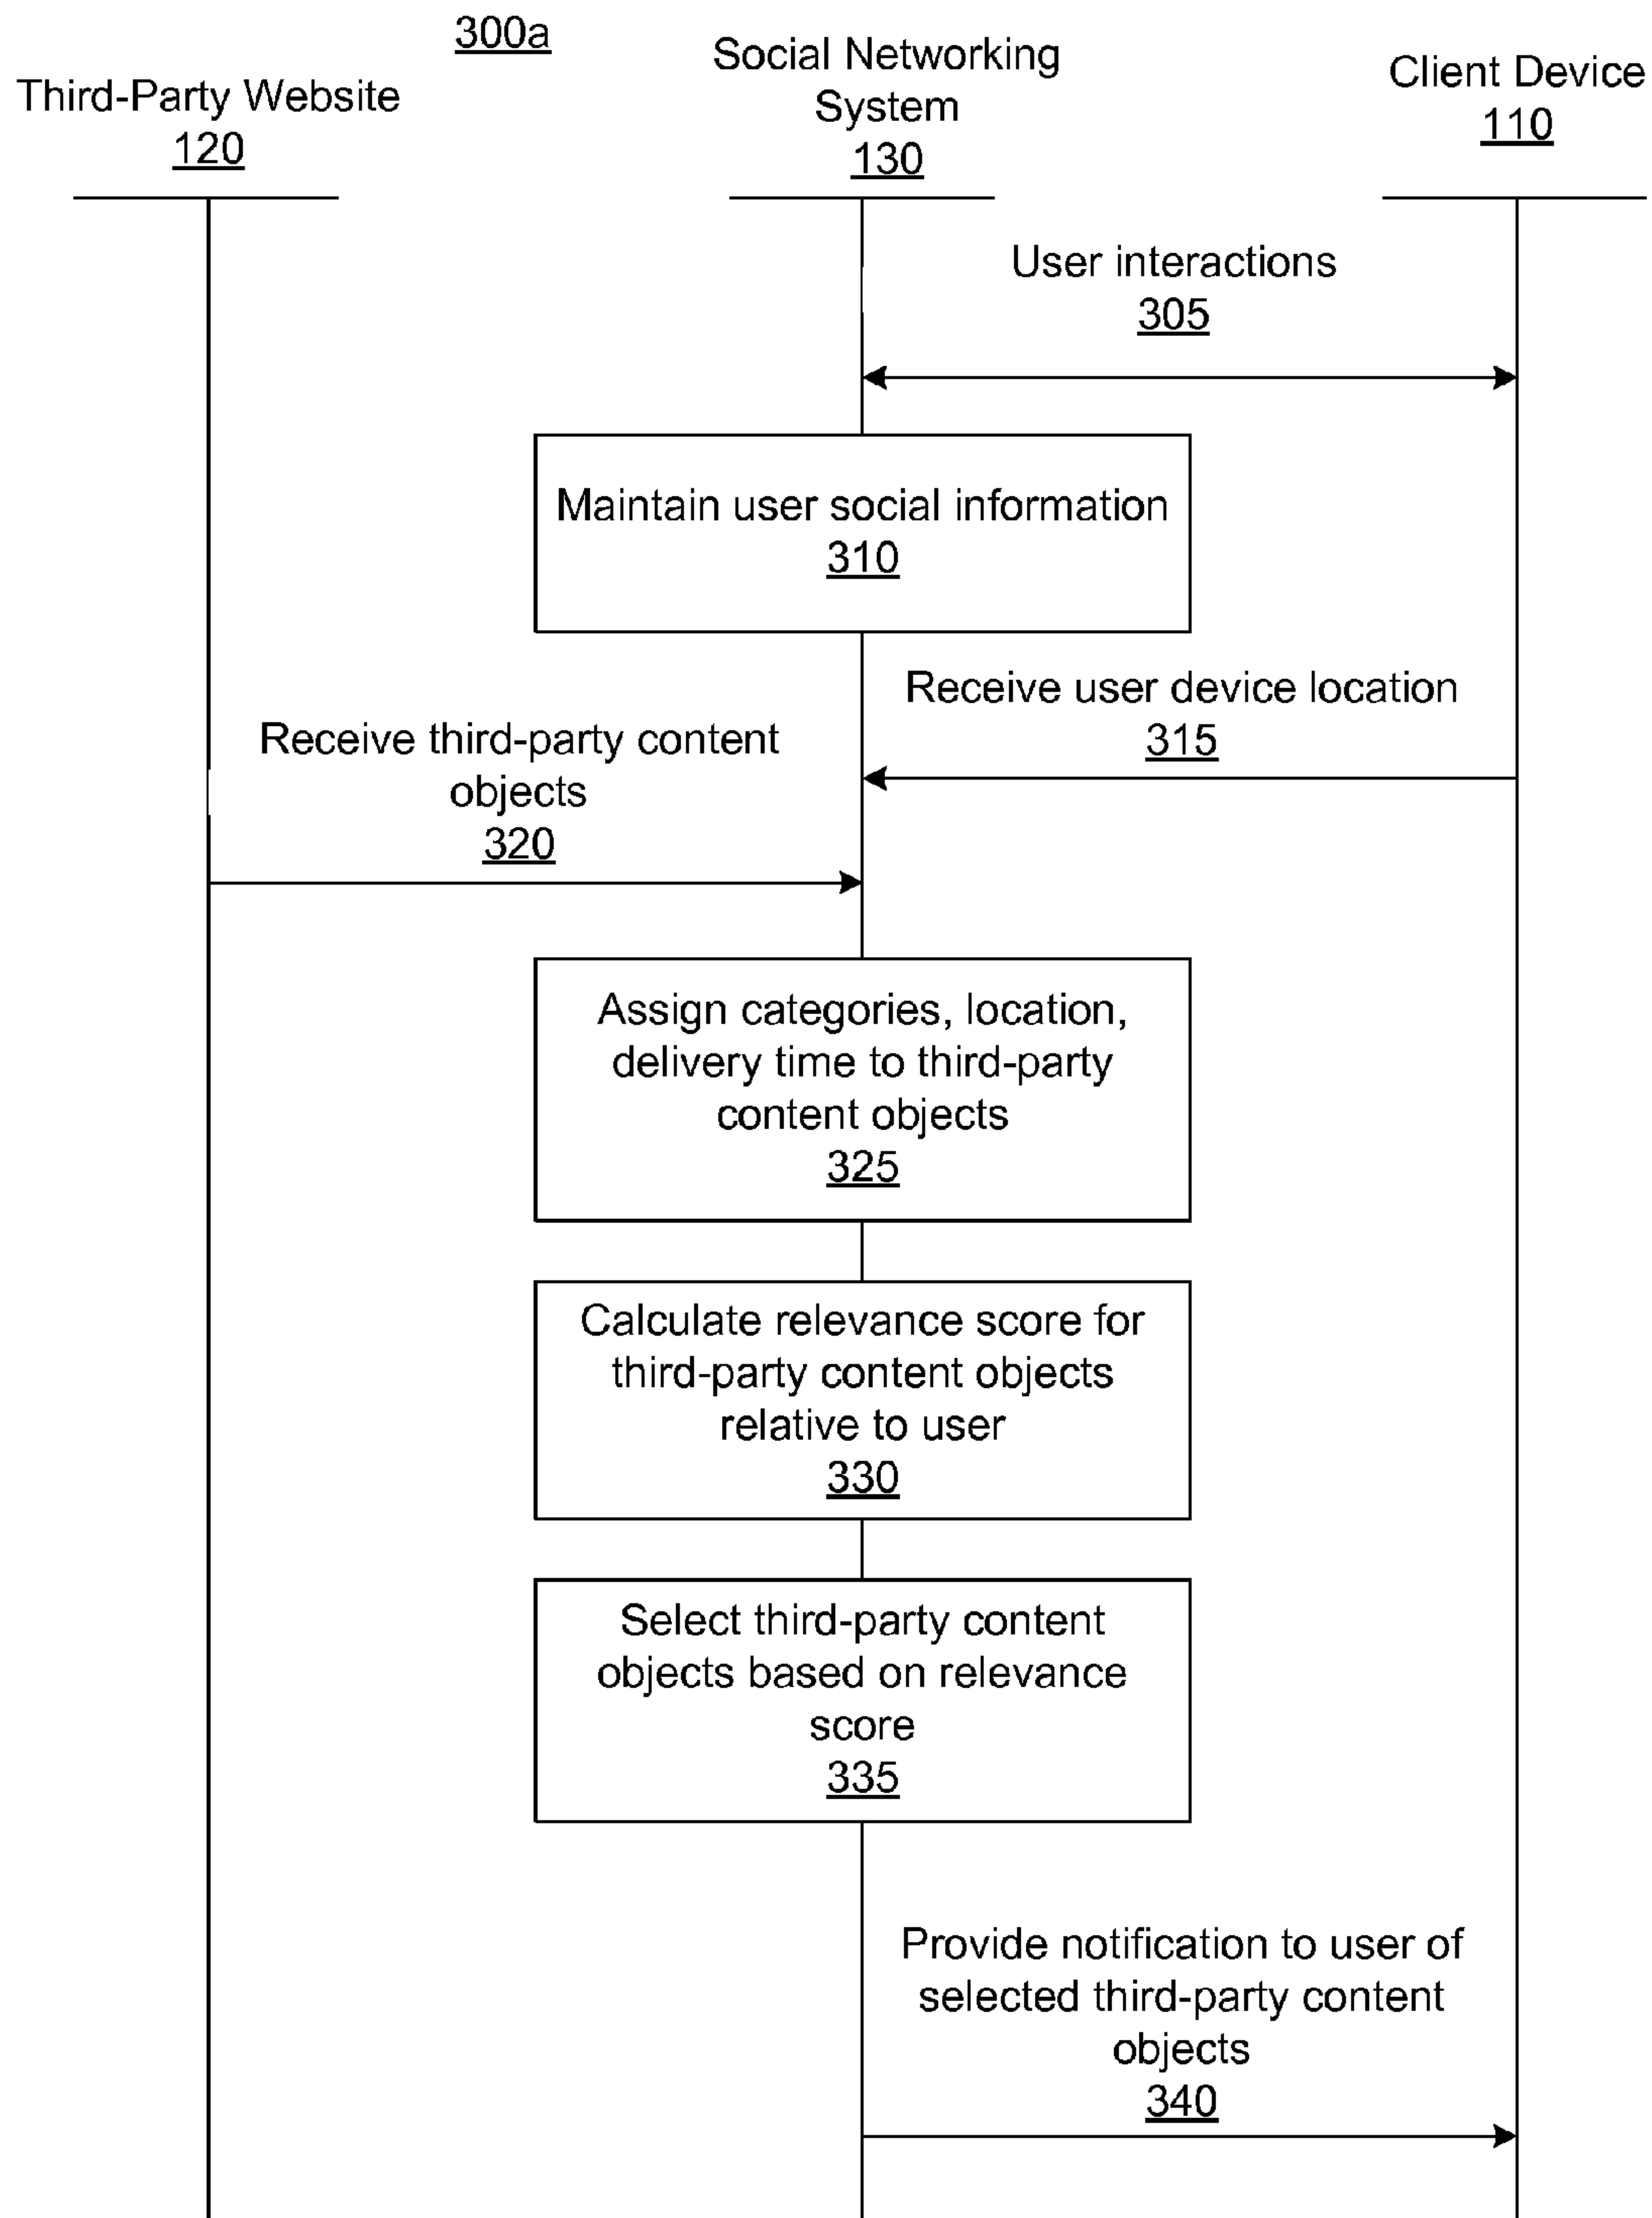 300a
Third-Party Website
120
Social Networking
System
130
Client Device
110
User interactions
305
Maintain user social information
310
Receive user device location
315
Receive third-party content
objects
320
Assign categories, location,
delivery time to third-party
content objects
325
Calculate relevance score for
third-party content objects
relative to user
330
Select third-party content
objects based on relevance
score
335
Provide notification to user of
selected third-party content
objects
340